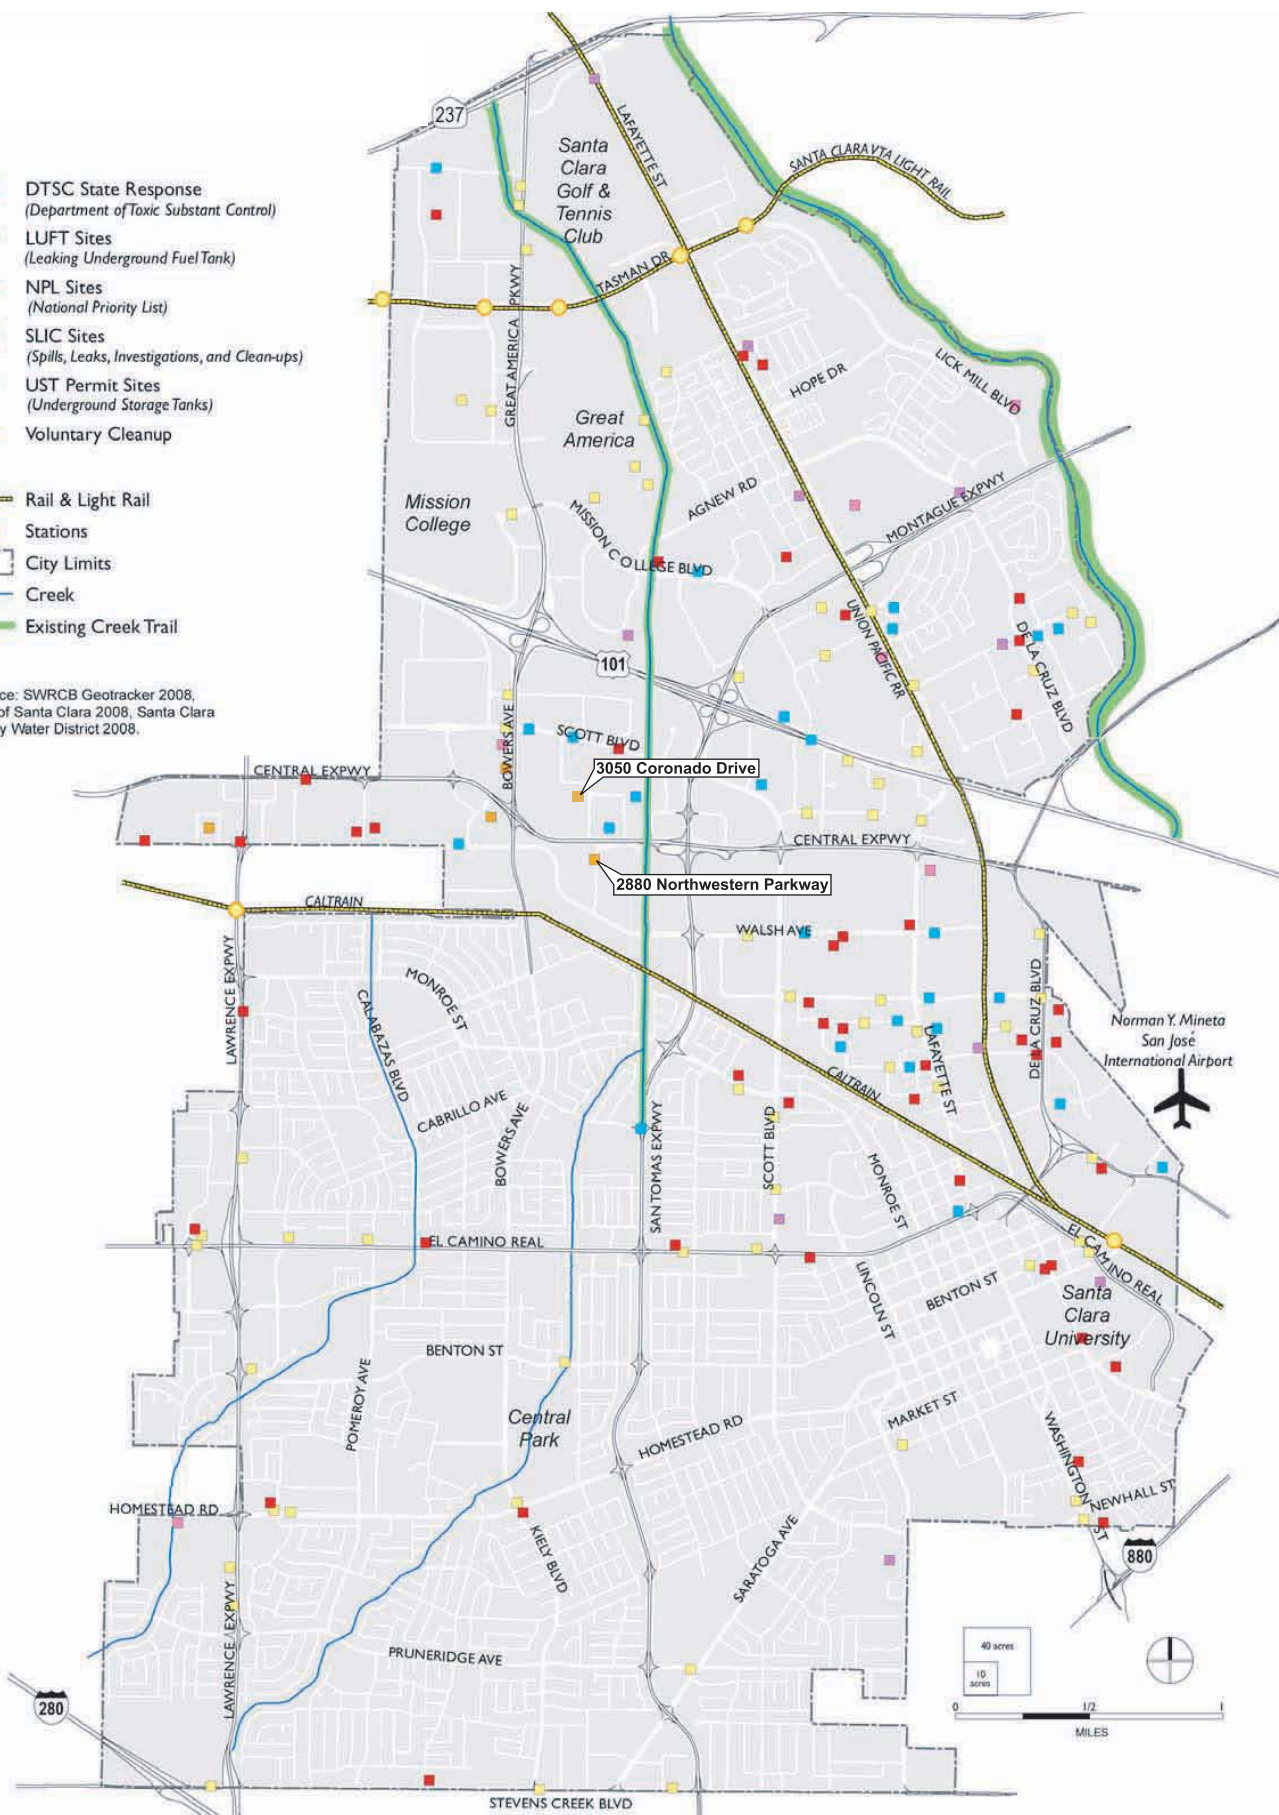 237
DTSC State Response
(Department of Toxic Substant Control)
LUFT Sites
(Leaking Underground Fuel Tank)
NPL Sites
(National Priority List)
SLIC Sites
(Spills, Leaks, Investigations, and Clean-ups)
UST Permit Sites
(Underground Storage Tanks)
Voluntary Cleanup
Rail & Light Rail
Stations
City Limits
Creek
Existing Creek Trail
ce: SWRCB Geotracker 2008,
of Santa Clara 2008, Santa Clara
y Water District 2008.
Santa
Clara
Golf &
Tennis
Club
LAFAYETTE ST
SANTA CLARA VTA LIGHT RAIL
TASMAN DR
GREAT AMERICA PKWY
HOPE DR
LICK MILL BLVD
Great
America
Mission
College
AGNEW RD
MONTAGUE EXPWY
MISSION COLLEGE BLVD
UNION PACIFIC RR
DE LA CRUZ BLVD
101
SCOTT BLVD
BOWERS AVE
CENTRAL EXPWY
3050 Coronado Drive
CENTRAL EXPWY
2880 Northwestern Parkway
CALTRAIN
WALSH AVE
LAWRENCE EXPWY
MONROE ST
CALABAZAS BLVD
DE LA CRUZ BLVD
Norman Y. Mineta
San José
International Airport
LAFAYETTE ST
CALTRAIN
CABRILLO AVE
BOWERS AVE
SAN TOMAS EXPWY
SCOTT BLVD
MONROE ST
EL CAMINO REAL
EL CAMINO REAL
LINCOLN ST
BENTON ST
Santa
Clara
University
BENTON ST
POMEROY AVE
Central
Park
HOMESTEAD RD
MARKET ST
WASHINGTON ST
NEWHALL ST
HOMESTEAD RD
KIELY BLVD
SARATOGA AVE
880
LAWRENCE EXPWY
PRUNERIDGE AVE
40 acres
10
acres
0 1/2 1
MILES
280
STEVENS CREEK BLVD